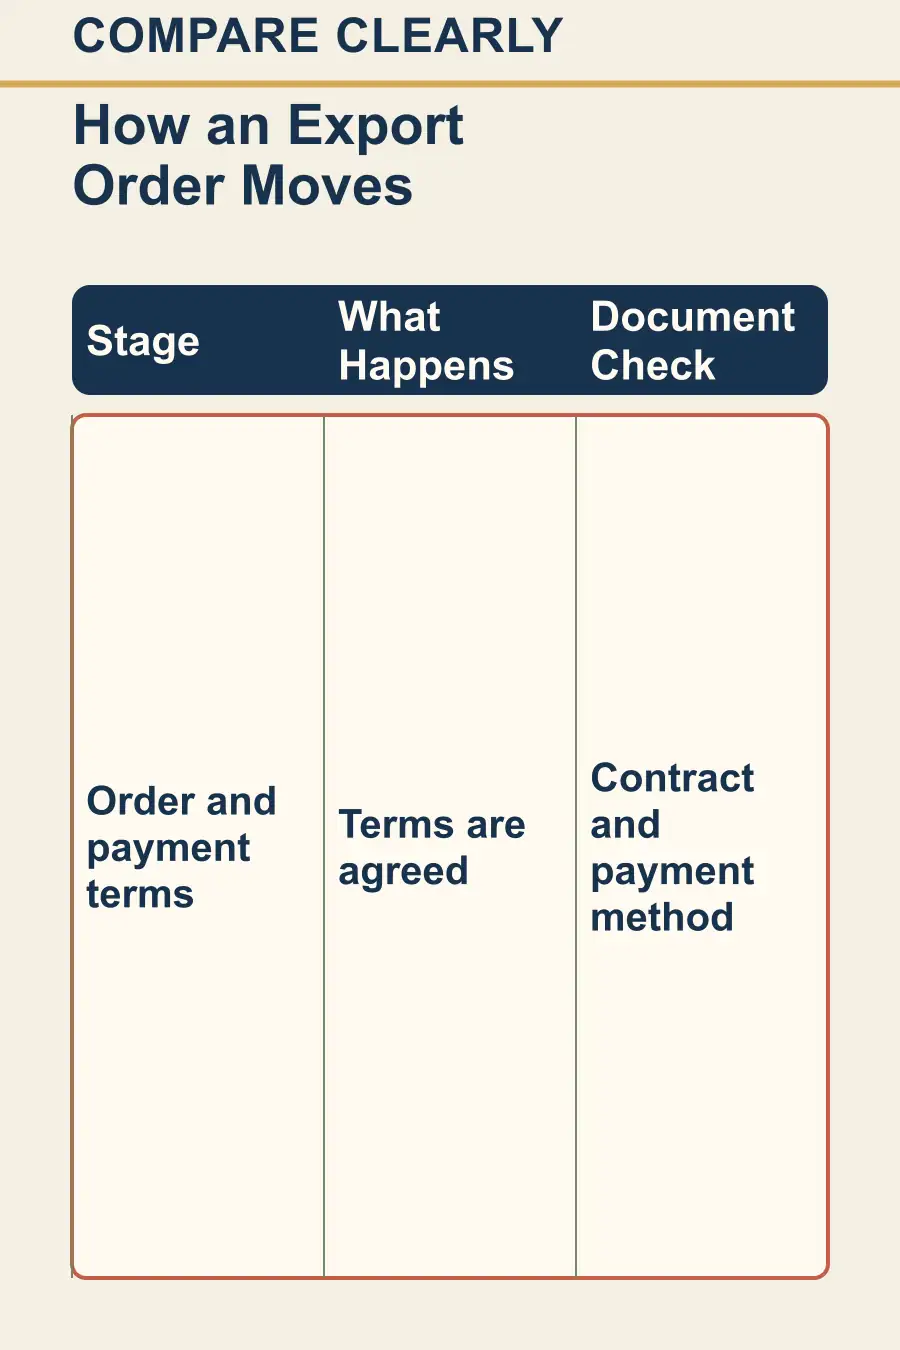 COMPARE CLEARLY
How an Export
Order Moves
Stage
What
Happens
Document
Check
Order and
payment
terms
Terms are
agreed
Contract
and
payment
method